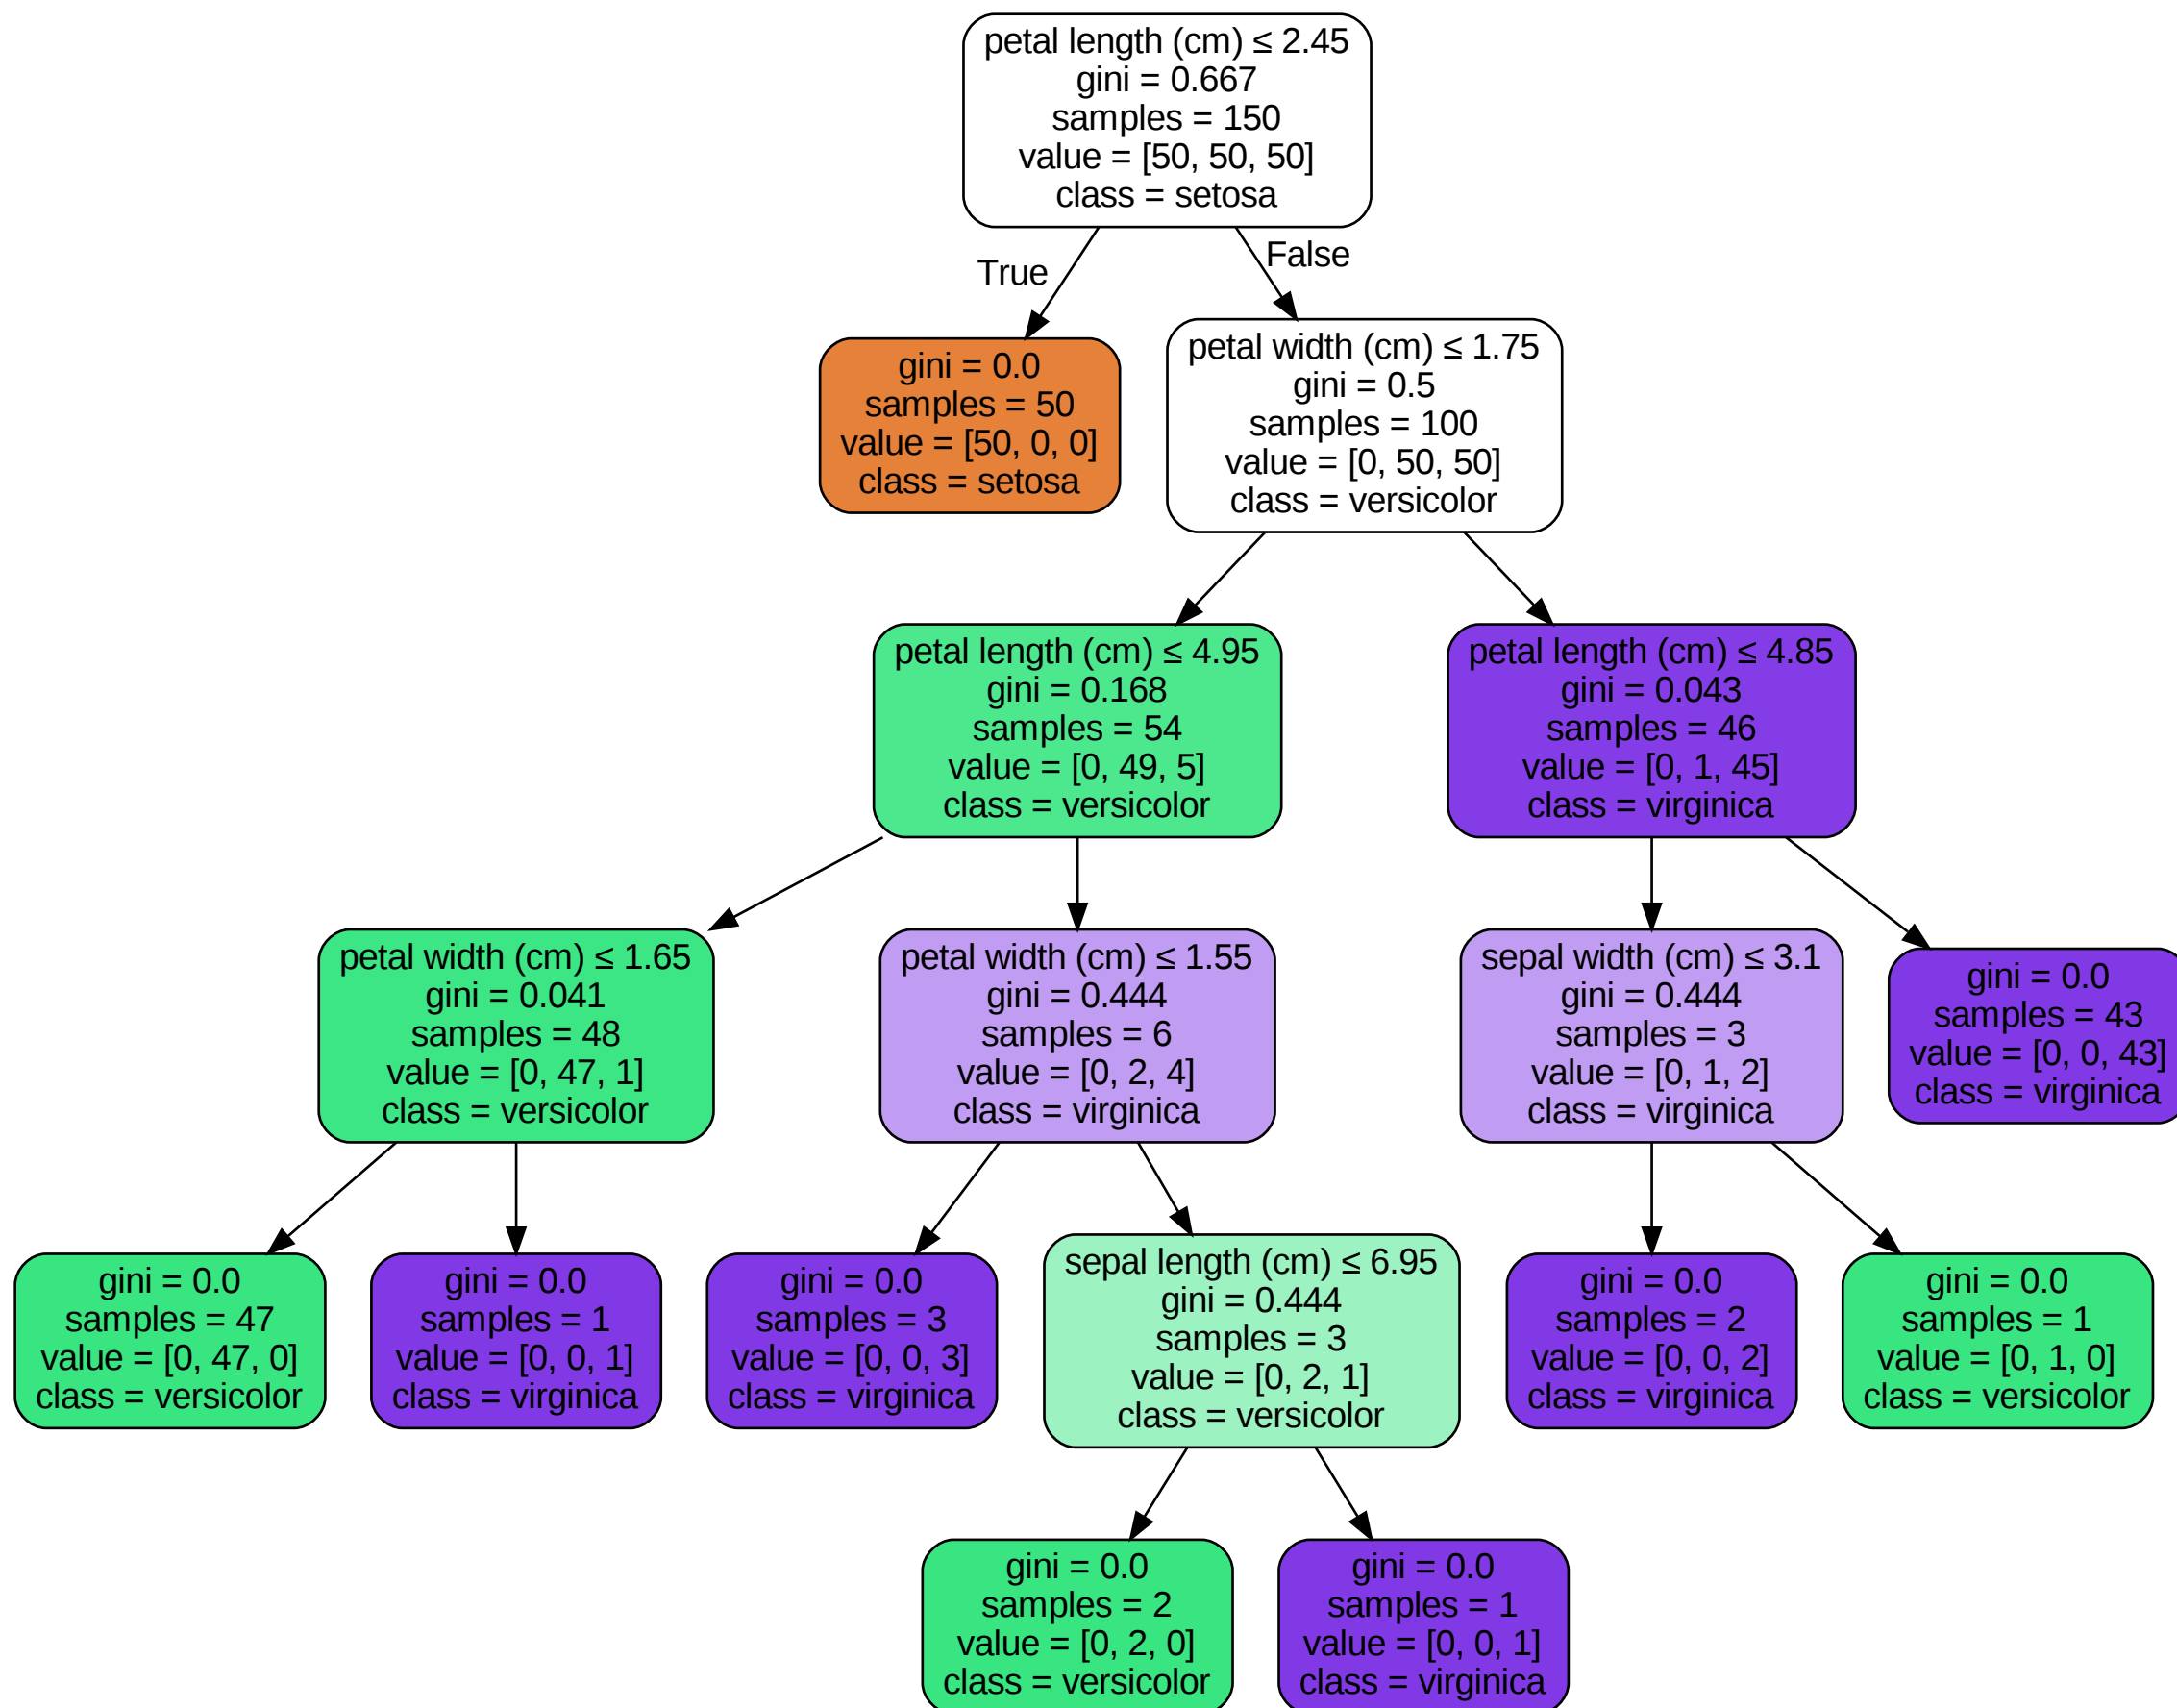 petal length (cm) ≤ 2.45
gini = 0.667
samples = 150
value = [50, 50, 50]
class = setosa
True
False
gini = 0.0
samples = 50
value = [50, 0, 0]
class = setosa
petal width (cm) ≤ 1.75
gini = 0.5
samples = 100
value = [0, 50, 50]
class = versicolor
petal length (cm) ≤ 4.95
gini = 0.168
samples = 54
value = [0, 49, 5]
class = versicolor
petal length (cm) ≤ 4.85
gini = 0.043
samples = 46
value = [0, 1, 45]
class = virginica
petal width (cm) ≤ 1.65
gini = 0.041
samples = 48
value = [0, 47, 1]
class = versicolor
petal width (cm) ≤ 1.55
gini = 0.444
samples = 6
value = [0, 2, 4]
class = virginica
sepal width (cm) ≤ 3.1
gini = 0.444
samples = 3
value = [0, 1, 2]
class = virginica
gini = 0.0
samples = 43
value = [0, 0, 43]
class = virginica
gini = 0.0
samples = 47
value = [0, 47, 0]
class = versicolor
gini = 0.0
samples = 1
value = [0, 0, 1]
class = virginica
gini = 0.0
samples = 3
value = [0, 0, 3]
class = virginica
sepal length (cm) ≤ 6.95
gini = 0.444
samples = 3
value = [0, 2, 1]
class = versicolor
gini = 0.0
samples = 2
value = [0, 0, 2]
class = virginica
gini = 0.0
samples = 1
value = [0, 1, 0]
class = versicolor
gini = 0.0
samples = 2
value = [0, 2, 0]
class = versicolor
gini = 0.0
samples = 1
value = [0, 0, 1]
class = virginica